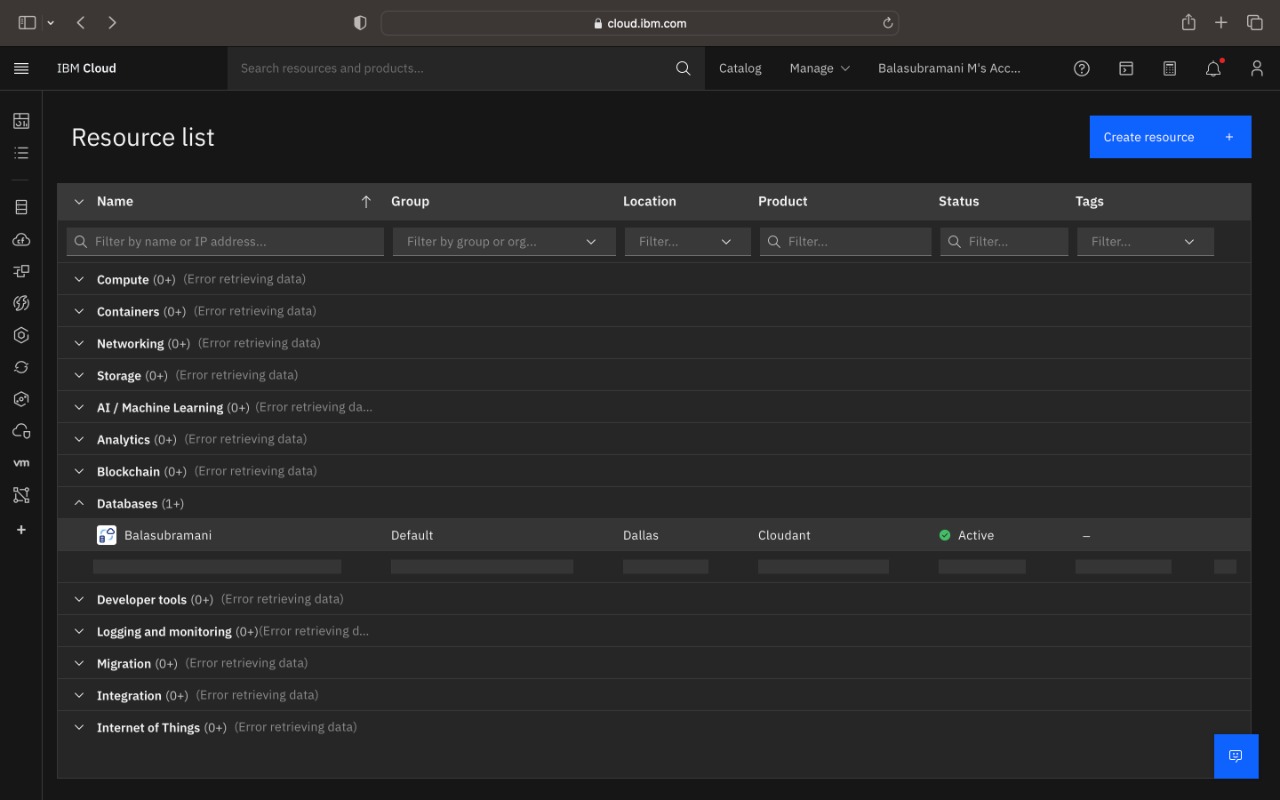 cloud.ibm.com
IBM Cloud
Search resources and products...
Catalog
Manage
Balasubramani M's Acc...
Resource list
Create resource +
Name Group Location Product Status Tags
Filter by name or IP address... Filter by group or org... Filter... Filter... Filter... Filter...
Compute (0+) (Error retrieving data)
Containers (0+) (Error retrieving data)
Networking (0+) (Error retrieving data)
Storage (0+) (Error retrieving data)
AI / Machine Learning (0+) (Error retrieving da...
Analytics (0+) (Error retrieving data)
Blockchain (0+) (Error retrieving data)
Databases (1+)
Balasubramani Default Dallas Cloudant Active –
vm
Developer tools (0+) (Error retrieving data)
Logging and monitoring (0+)(Error retrieving d...
Migration (0+) (Error retrieving data)
Integration (0+) (Error retrieving data)
Internet of Things (0+) (Error retrieving data)